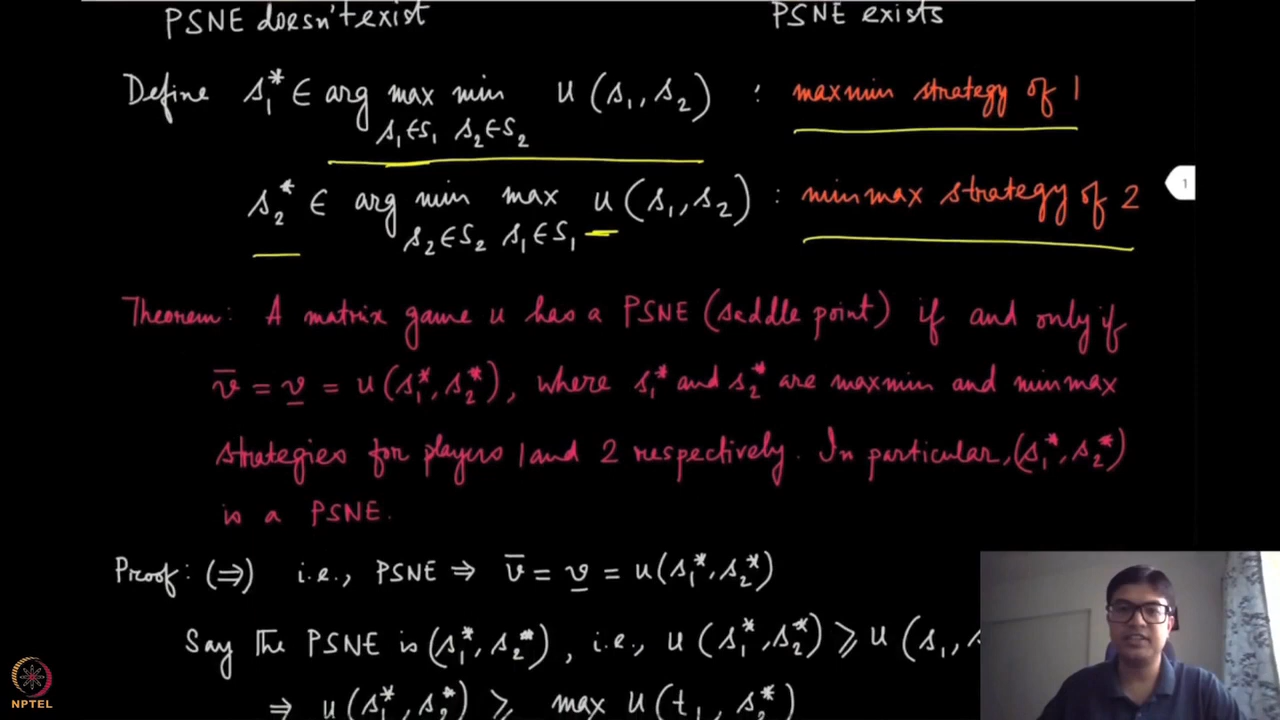 PSNE doesn't exist PSNE exists
Define s₁* ∈ arg max min u (s₁, s₂) : maxmin strategy of 1
s₁∈S₁ s₂∈S₂
s₂* ∈ arg min max u (s₁, s₂) : minmax strategy of 2
s₂∈S₂ s₁∈S₁
1
Theorem: A matrix game u has a PSNE (saddle point) if and only if
v̅ = v̲ = u(s₁*, s₂*), where s₁* and s₂* are maxmin and minmax
strategies for players 1 and 2 respectively. In particular, (s₁*, s₂*)
is a PSNE.
Proof: (⇒) i.e., PSNE ⇒ v̅ = v̲ = u(s₁*, s₂*)
Say the PSNE is (s₁*, s₂*), i.e., u (s₁*, s₂*) ⩾ u (s₁, s
⇒ u(s₁*, s₂*) ⩾ max u(t₁, s₂*)
NPTEL